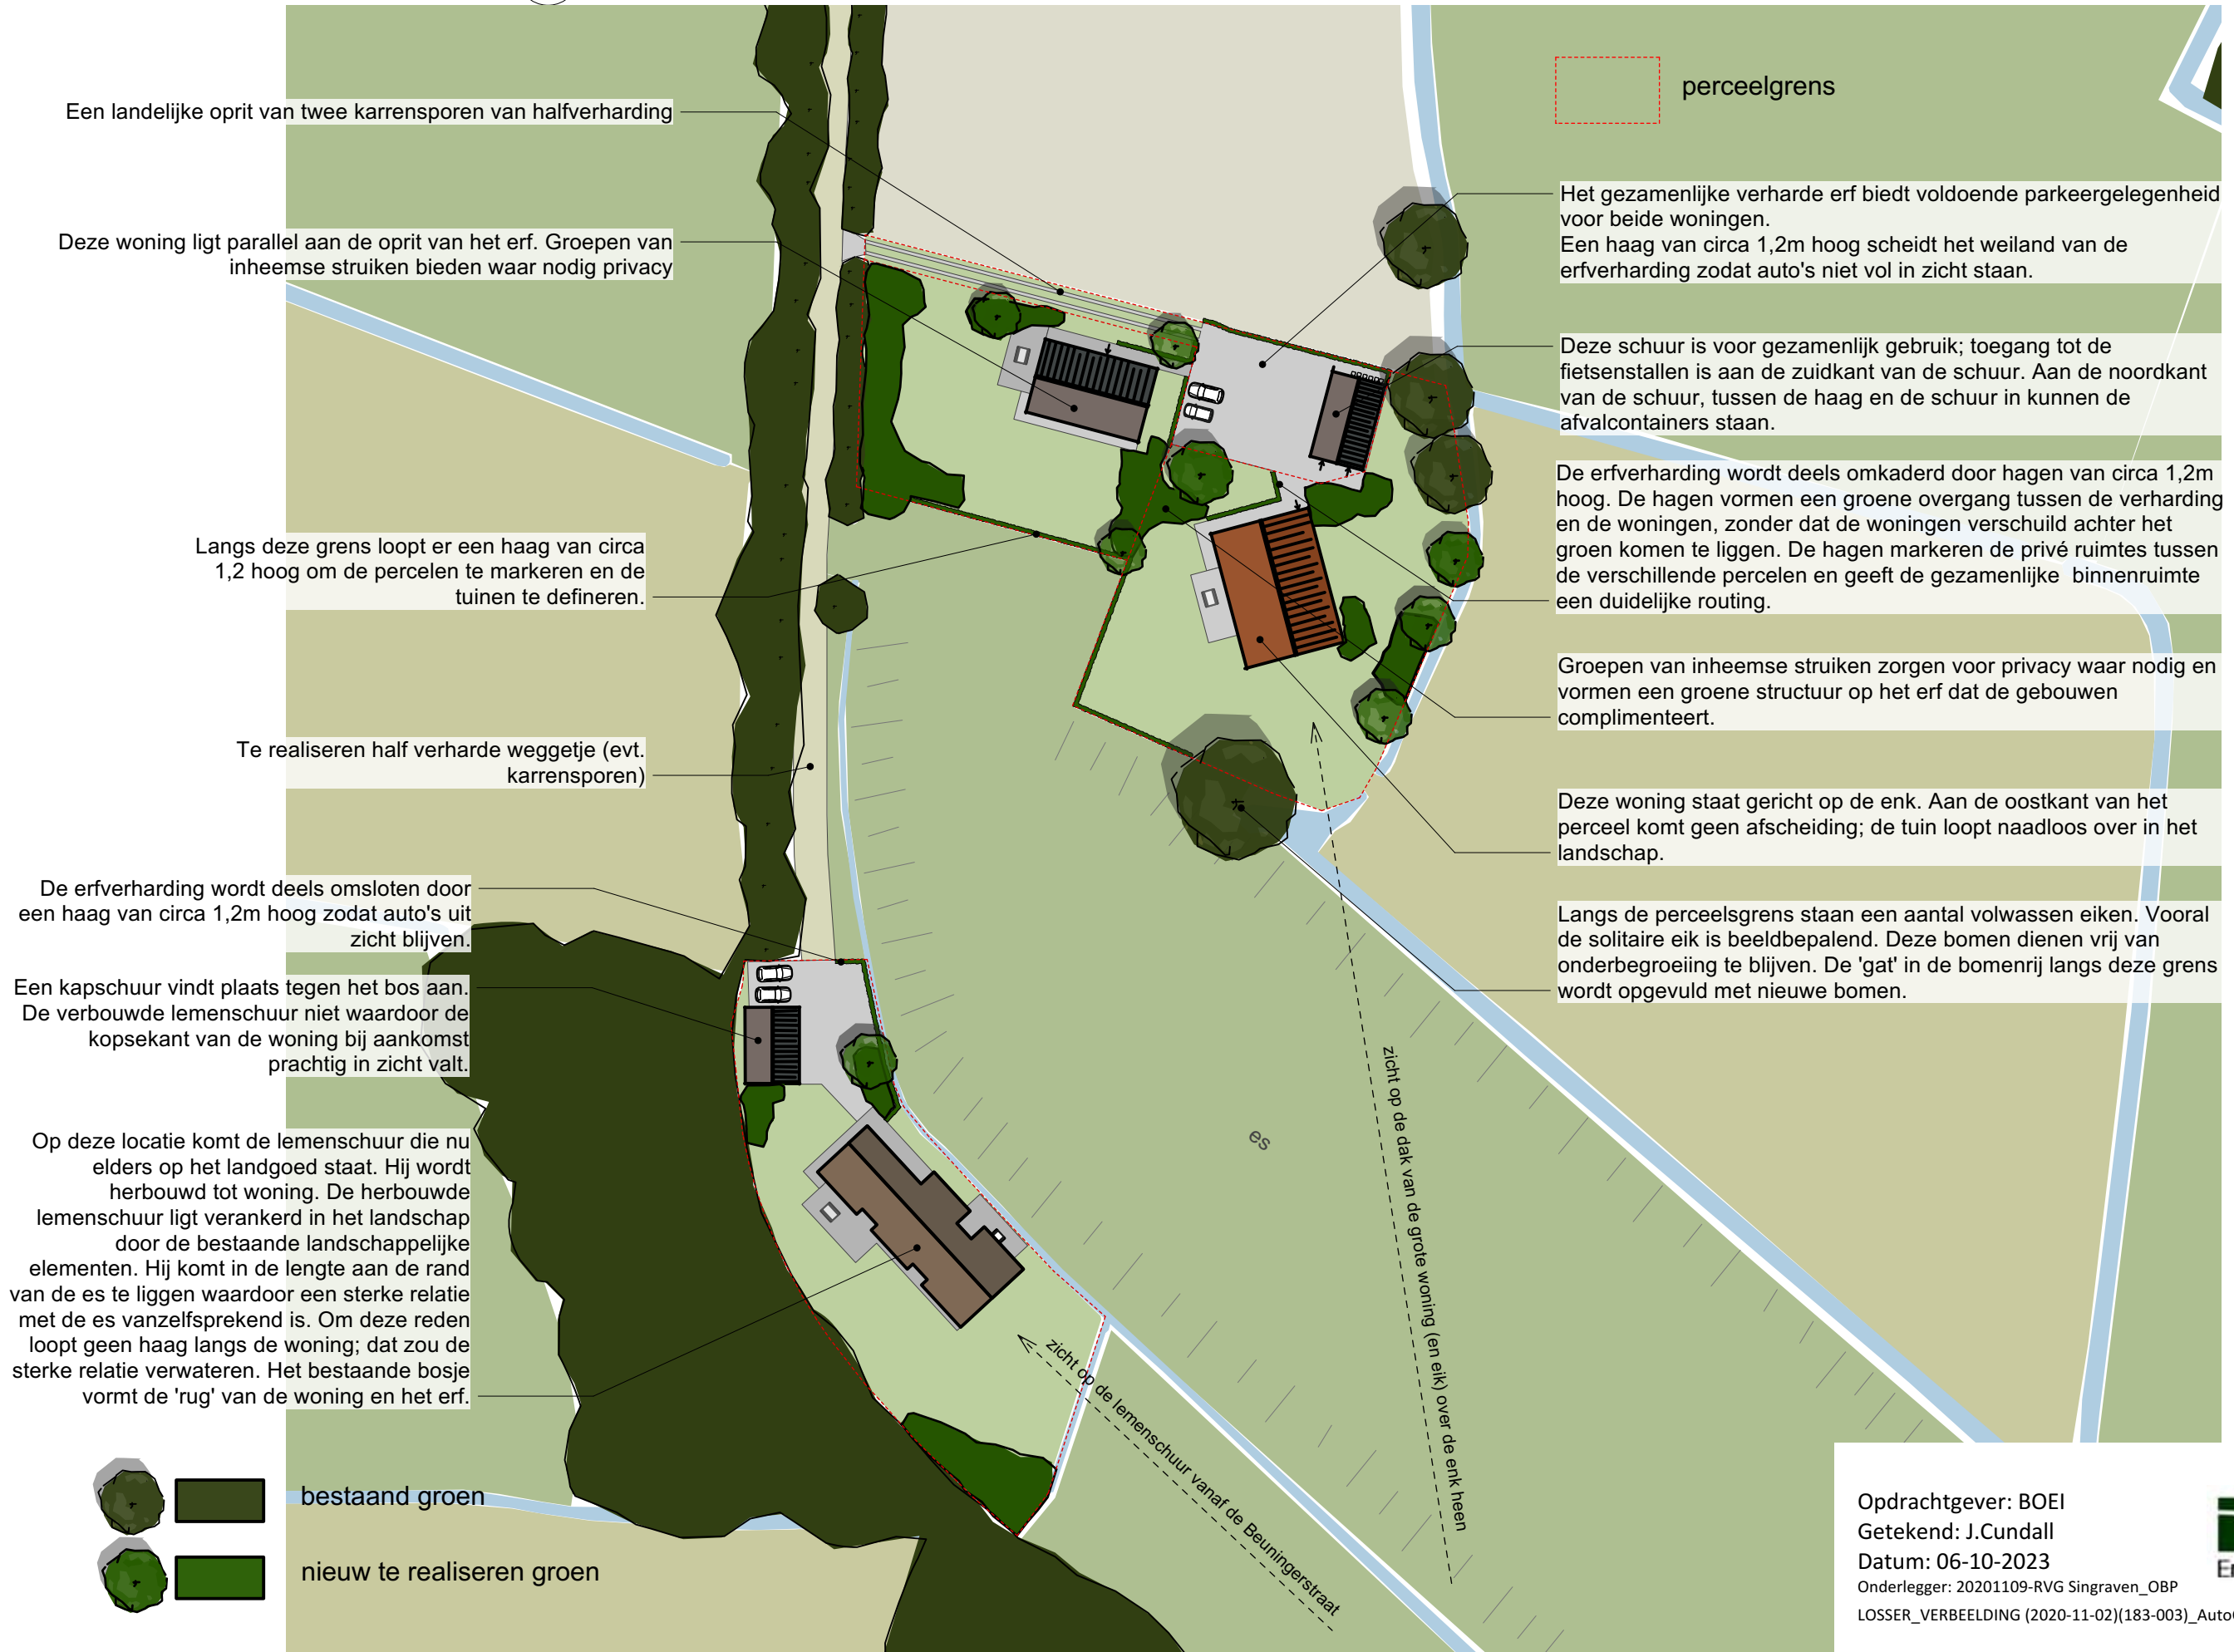 Een landelijke oprit van twee karrensporen van halfverharding
Deze woning ligt parallel aan de oprit van het erf. Groepen van
inheemse struiken bieden waar nodig privacy
Langs deze grens loopt er een haag van circa
1,2 hoog om de percelen te markeren en de
tuinen te defineren.
Te realiseren half verharde weggetje (evt.
karrensporen)
De erfverharding wordt deels omsloten door
een haag van circa 1,2m hoog zodat auto's uit
zicht blijven.
Een kapschuur vindt plaats tegen het bos aan.
De verbouwde lemenschuur niet waardoor de
kopsekant van de woning bij aankomst
prachtig in zicht valt.
Op deze locatie komt de lemenschuur die nu
elders op het landgoed staat. Hij wordt
herbouwd tot woning. De herbouwde
lemenschuur ligt verankerd in het landschap
door de bestaande landschappelijke
elementen. Hij komt in de lengte aan de rand
van de es te liggen waardoor een sterke relatie
met de es vanzelfsprekend is. Om deze reden
loopt geen haag langs de woning; dat zou de
sterke relatie verwateren. Het bestaande bosje
vormt de 'rug' van de woning en het erf.
bestaand groen
nieuw te realiseren groen
es
zicht op de lemenschuur vanaf de Beuningerstraat
zicht op de dak van de grote woning (en eik) over de enk heen
perceelgrens
Het gezamenlijke verharde erf biedt voldoende parkeergelegenheid
voor beide woningen.
Een haag van circa 1,2m hoog scheidt het weiland van de
erfverharding zodat auto's niet vol in zicht staan.
Deze schuur is voor gezamenlijk gebruik; toegang tot de
fietsenstallen is aan de zuidkant van de schuur. Aan de noordkant
van de schuur, tussen de haag en de schuur in kunnen de
afvalcontainers staan.
De erfverharding wordt deels omkaderd door hagen van circa 1,2m
hoog. De hagen vormen een groene overgang tussen de verharding
en de woningen, zonder dat de woningen verschuild achter het
groen komen te liggen. De hagen markeren de privé ruimtes tussen
de verschillende percelen en geeft de gezamenlijke binnenruimte
een duidelijke routing.
Groepen van inheemse struiken zorgen voor privacy waar nodig en
vormen een groene structuur op het erf dat de gebouwen
complimenteert.
Deze woning staat gericht op de enk. Aan de oostkant van het
perceel komt geen afscheiding; de tuin loopt naadloos over in het
landschap.
Langs de perceelsgrens staan een aantal volwassen eiken. Vooral
de solitaire eik is beeldbepalend. Deze bomen dienen vrij van
onderbegroeiing te blijven. De 'gat' in de bomenrij langs deze grens
wordt opgevuld met nieuwe bomen.
Opdrachtgever: BOEI
Getekend: J.Cundall
Datum: 06-10-2023
Onderlegger: 20201109-RVG Singraven_OBP
LOSSER_VERBEELDING (2020-11-02)(183-003)_Auto